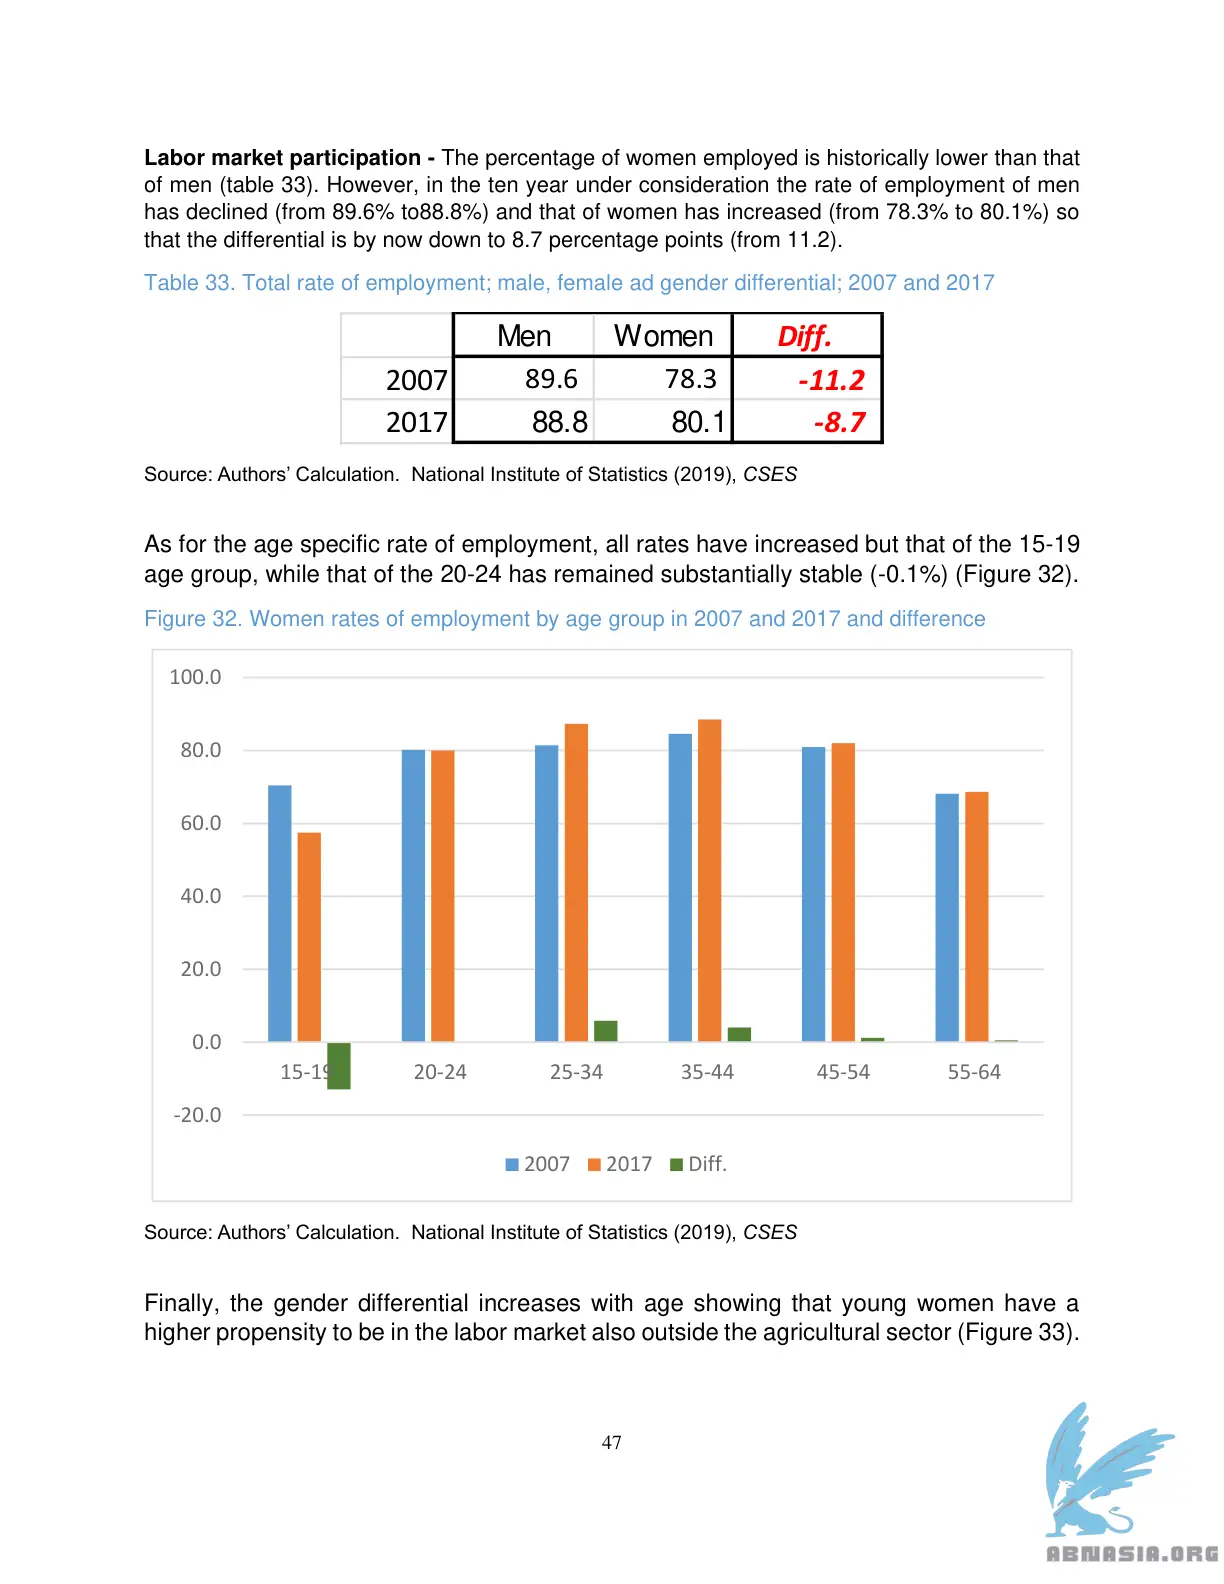 Labor market participation - The percentage of women employed is historically lower than that
of men (table 33). However, in the ten year under consideration the rate of employment of men
has declined (from 89.6% to88.8%) and that of women has increased (from 78.3% to 80.1%) so
that the differential is by now down to 8.7 percentage points (from 11.2).
Table 33. Total rate of employment; male, female ad gender differential; 2007 and 2017
Men Women Diff.
2007 89.6 78.3 -11.2
2017 88.8 80.1 -8.7
Source: Authors’ Calculation. National Institute of Statistics (2019), CSES
As for the age specific rate of employment, all rates have increased but that of the 15-19
age group, while that of the 20-24 has remained substantially stable (-0.1%) (Figure 32).
Figure 32. Women rates of employment by age group in 2007 and 2017 and difference
100.0
80.0
60.0
40.0
20.0
0.0
15-19 20-24 25-34 35-44 45-54 55-64
-20.0
2007 2017 Diff.
Source: Authors’ Calculation. National Institute of Statistics (2019), CSES
Finally, the gender differential increases with age showing that young women have a
higher propensity to be in the labor market also outside the agricultural sector (Figure 33).
47
ABNASIA.ORG